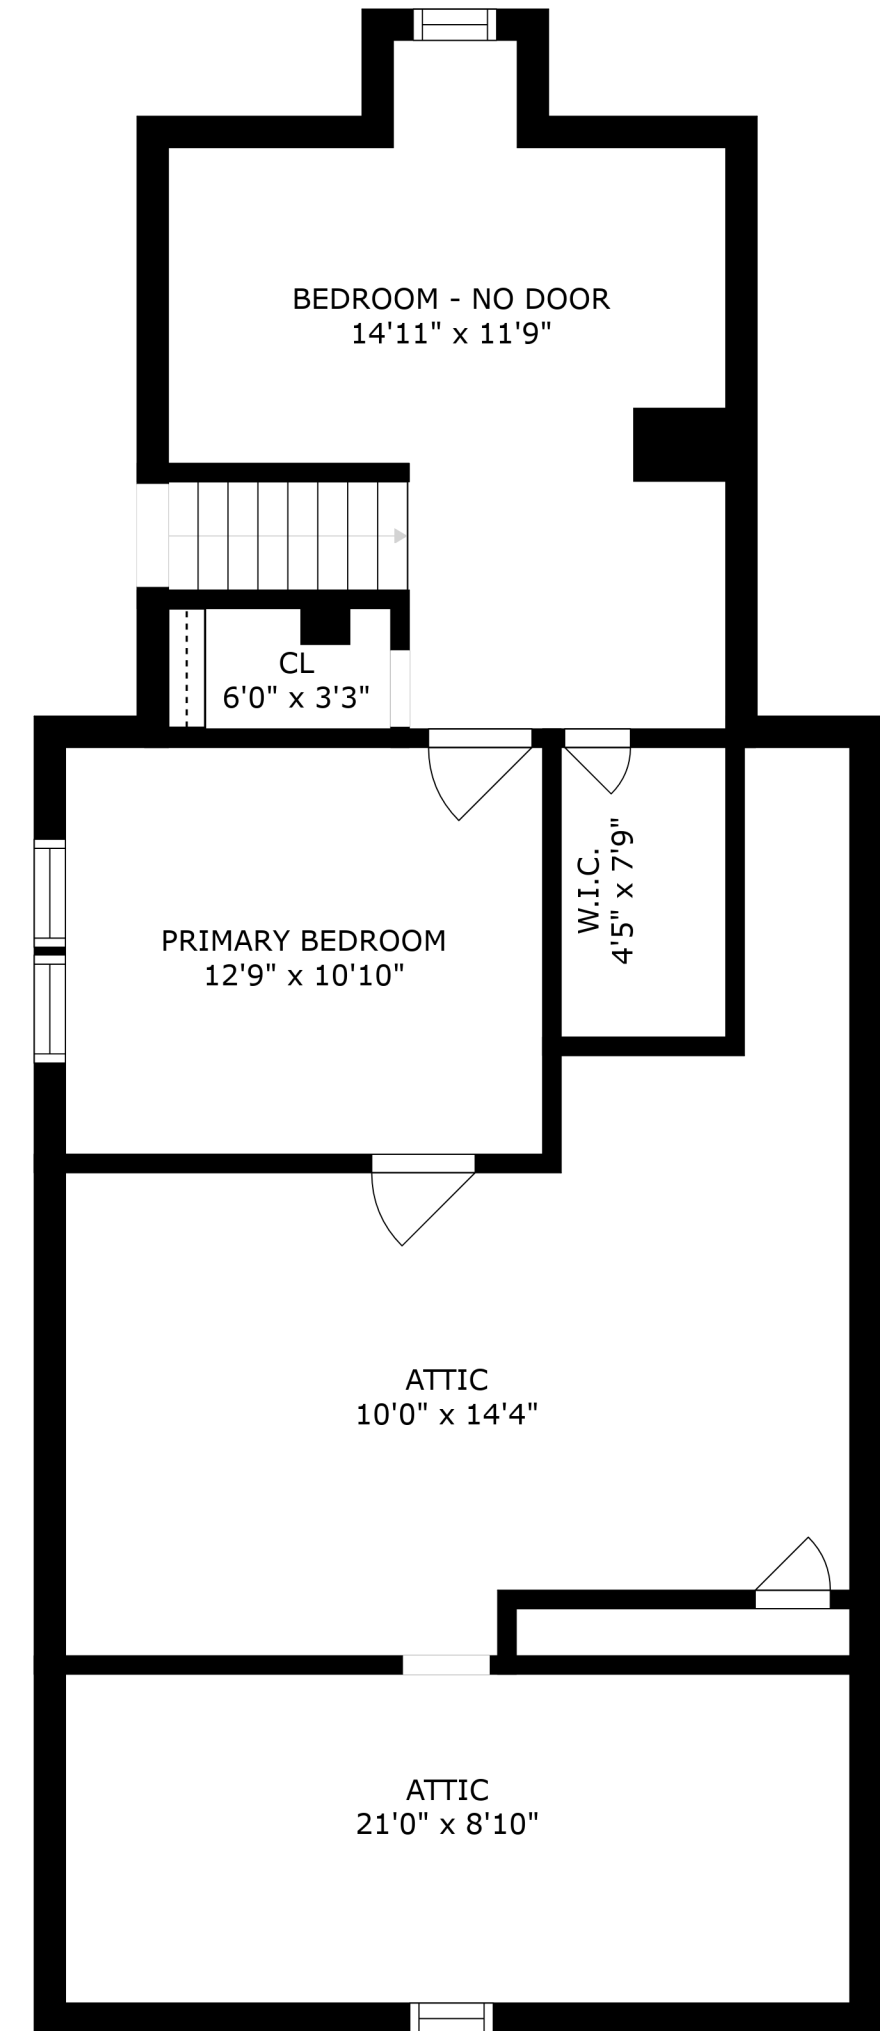 BEDROOM - NO DOOR
14'11" x 11'9"
CL
6'0" x 3'3"
W.I.C.
4'5" x 7'9"
PRIMARY BEDROOM
12'9" x 10'10"
ATTIC
10'0" x 14'4"
ATTIC
21'0" x 8'10"